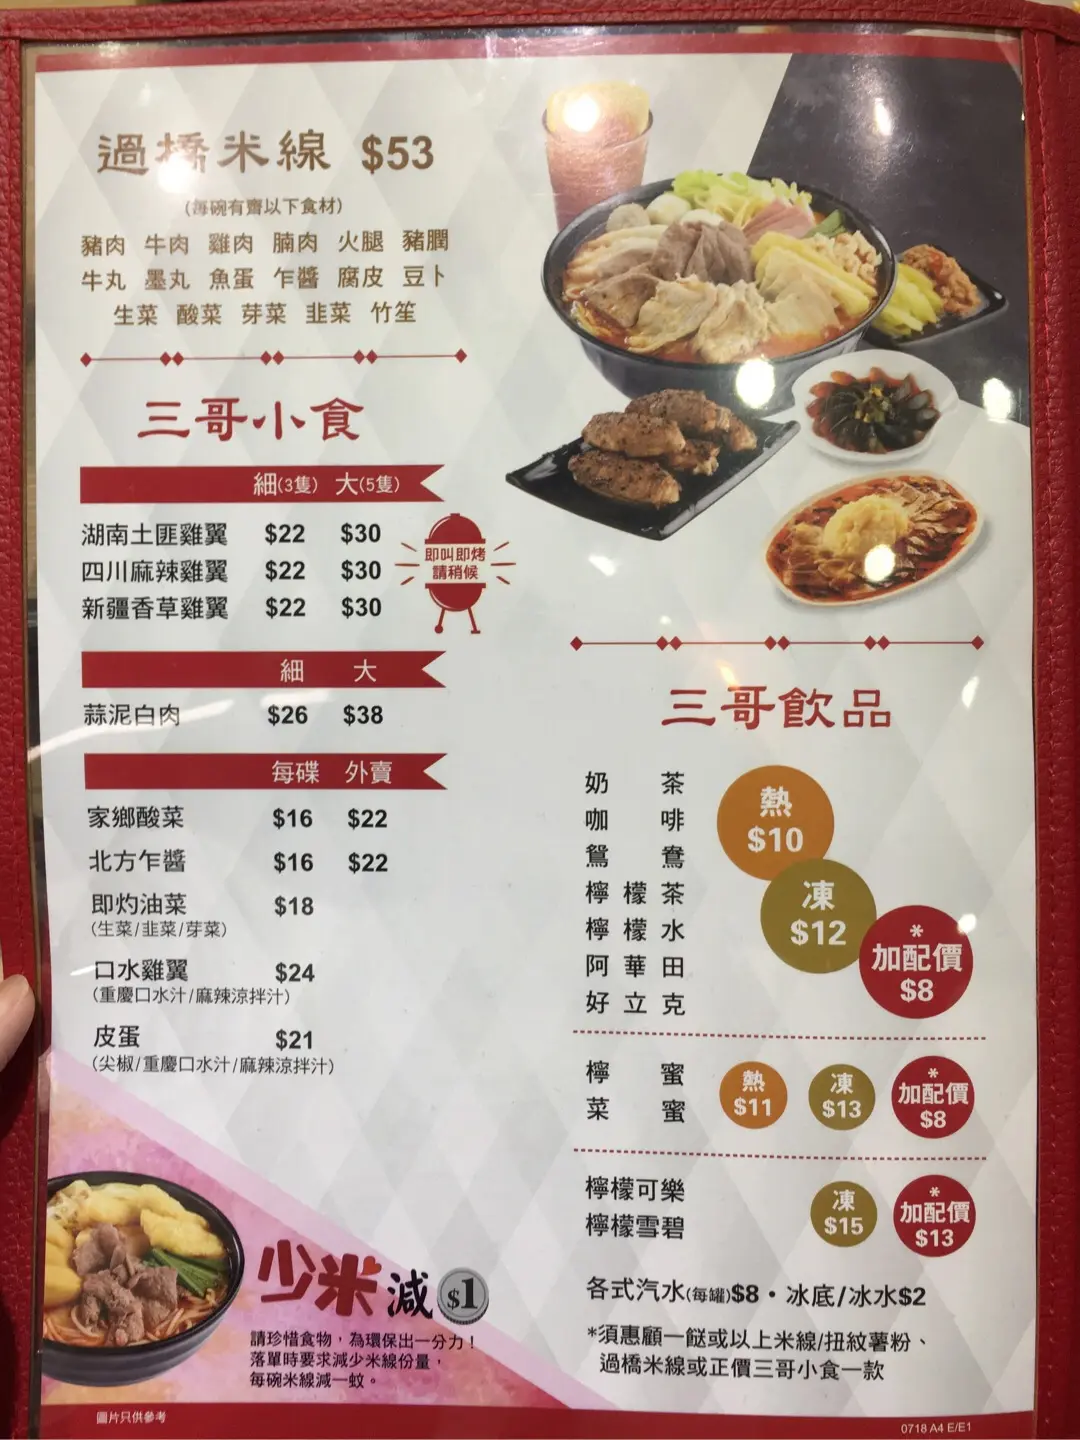 過橋米線 $53
(每碗有齊以下食材)
豬肉 牛肉 雞肉 腩肉 火腿 豬膶
牛丸 墨丸 魚蛋 乍醬 腐皮 豆卜
生菜 酸菜 芽菜 韭菜 竹笙
三哥小食
細(3隻) 大(5隻)
湖南土匪雞翼 $22 $30
四川麻辣雞翼 $22 $30
新疆香草雞翼 $22 $30
即叫即烤
請稍候
細 大
蒜泥白肉 $26 $38
每碟 外賣
家鄉酸菜 $16 $22
北方乍醬 $16 $22
即灼油菜 $18
(生菜/韭菜/芽菜)
口水雞翼 $24
(重慶口水汁/麻辣涼拌汁)
皮蛋 $21
(尖椒/重慶口水汁/麻辣涼拌汁)
少米減$1
請珍惜食物,為環保出一分力!
落單時要求減少米線份量,
每碗米線減一蚊。
圖片只供參考
三哥飲品
奶茶
咖啡
鴛鴦
檸檬茶
檸檬水
阿華田
好立克
熱
$10
凍
$12
*
加配價
$8
檸蜜
菜蜜
熱
$11
凍
$13
*
加配價
$8
檸檬可樂
檸檬雪碧
凍
$15
*
加配價
$13
各式汽水(每罐)$8・冰底/冰水$2
*須惠顧一餸或以上米線/扭紋薯粉、
過橋米線或正價三哥小食一款
0718 A4 E/E1